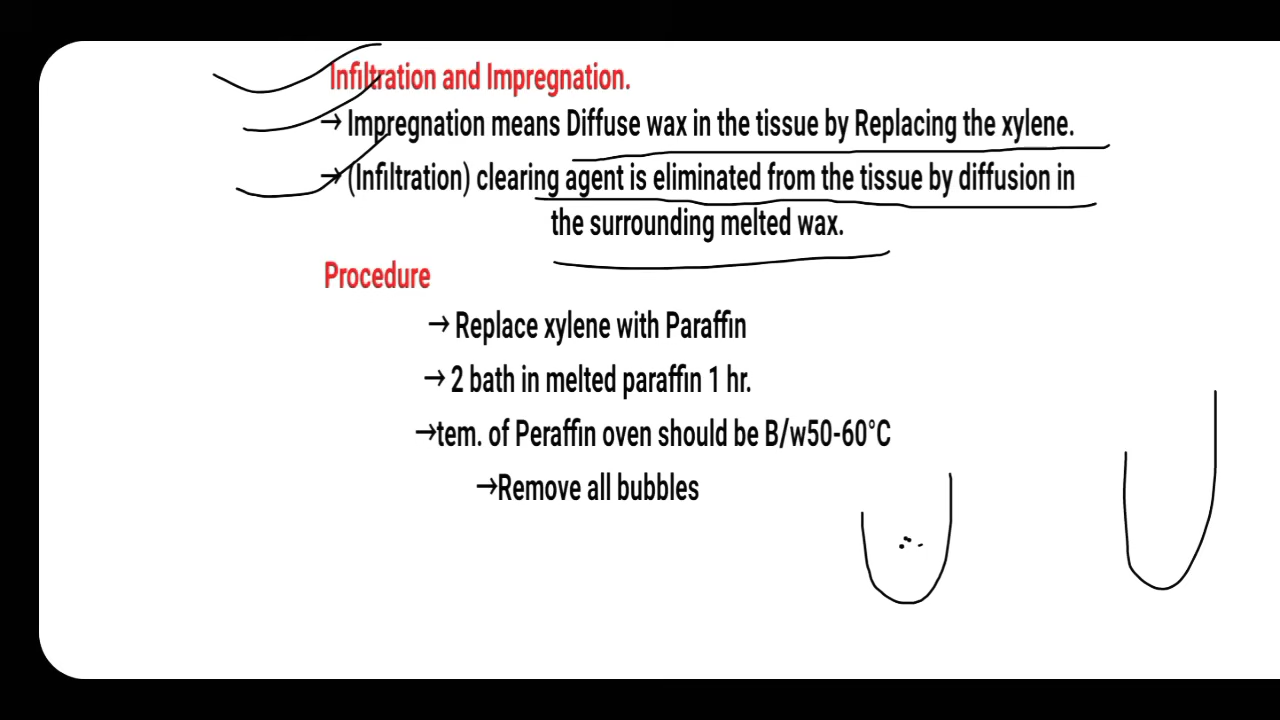 Infiltration and Impregnation.
→ Impregnation means Diffuse wax in the tissue by Replacing the xylene.
→ (Infiltration) clearing agent is eliminated from the tissue by diffusion in
the surrounding melted wax.
Procedure
→ Replace xylene with Paraffin
→ 2 bath in melted paraffin 1 hr.
→tem. of Peraffin oven should be B/w50-60°C
→Remove all bubbles